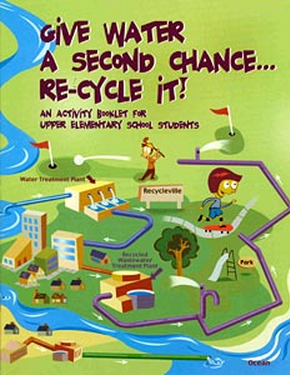 GIVE WATER
A SECOND CHANCE...
RE-CYCLE IT!
AN ACTIVITY BOOKLET FOR
UPPER ELEMENTARY SCHOOL STUDENTS
Water Treatment Plant
Recycleville
Recycled
Wastewater
Treatment Plant
Park
Ocean